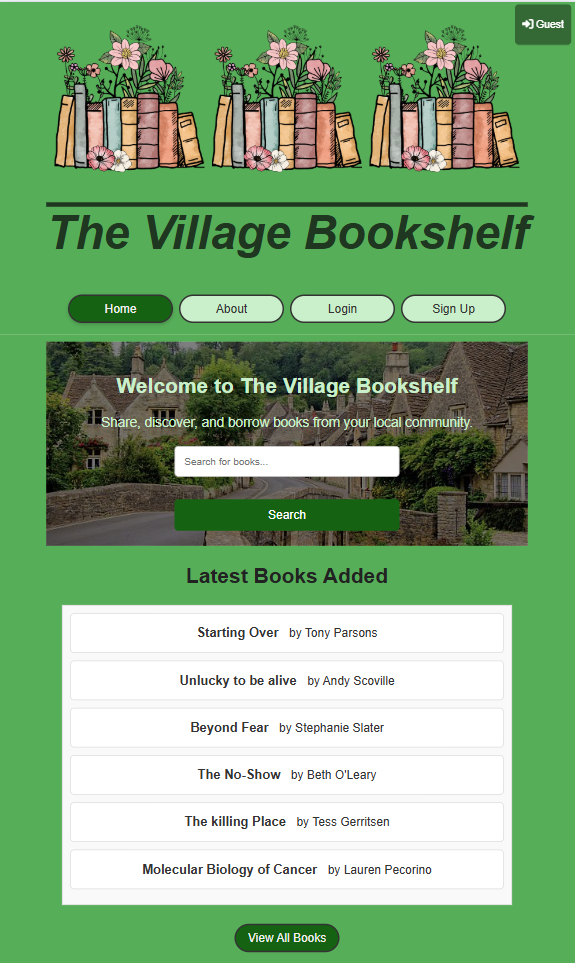 Guest
The Village Bookshelf
Home About Login Sign Up
Welcome to The Village Bookshelf
Share, discover, and borrow books from your local community.
Search for books...
Search
Latest Books Added
Starting Over by Tony Parsons
Unlucky to be alive by Andy Scoville
Beyond Fear by Stephanie Slater
The No-Show by Beth O'Leary
The killing Place by Tess Gerritsen
Molecular Biology of Cancer by Lauren Pecorino
View All Books